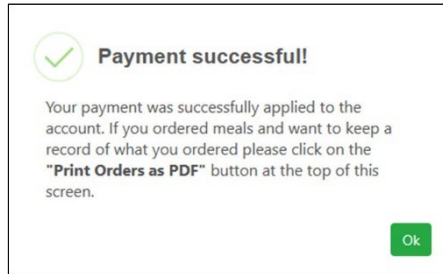 Payment successful!
Your payment was successfully applied to the
account. If you ordered meals and want to keep a
record of what you ordered please click on the
"Print Orders as PDF" button at the top of this
screen.
Ok